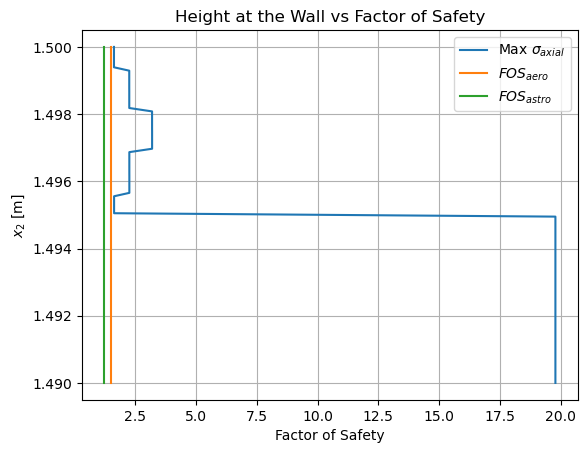 Height at the Wall vs Factor of Safety
Max σ_axial
FOS_aero
FOS_astro
x₂ [m]
1.500
1.498
1.496
1.494
1.492
1.490
2.5 5.0 7.5 10.0 12.5 15.0 17.5 20.0
Factor of Safety